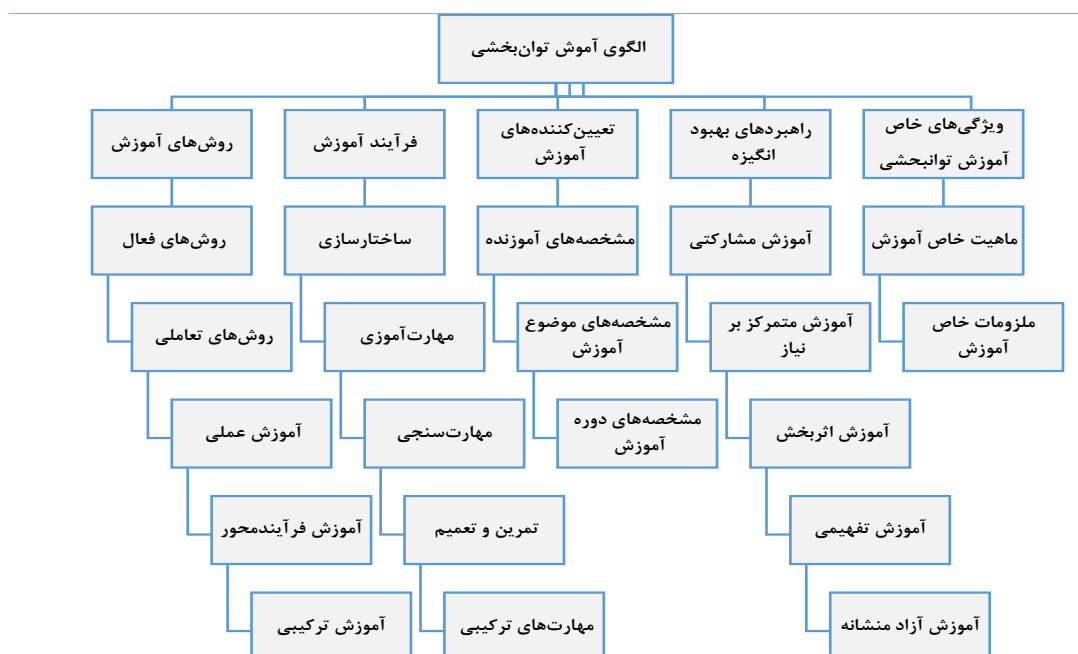 الگوی آموش توان‌بخشی
ویژگی‌های خاص
آموزش توانبحشی
راهبردهای بهبود
انگیزه
تعیین‌کننده‌های
آموزش
فرآیند آموزش
روش‌های آموزش
ماهیت خاص آموزش
آموزش مشارکتی
مشخصه‌های آموزنده
ساختارسازی
روش‌های فعال
ملزومات خاص
آموزش
آموزش متمرکز بر
نیاز
مشخصه‌های موضوع
آموزش
مهارت‌آموزی
روش‌های تعاملی
آموزش اثربخش
مشخصه‌های دوره
آموزش
مهارت‌سنجی
آموزش عملی
آموزش تفهیمی
تمرین و تعمیم
آموزش فرآیندمحور
آموزش آزاد منشانه
مهارت‌های ترکیبی
آموزش ترکیبی